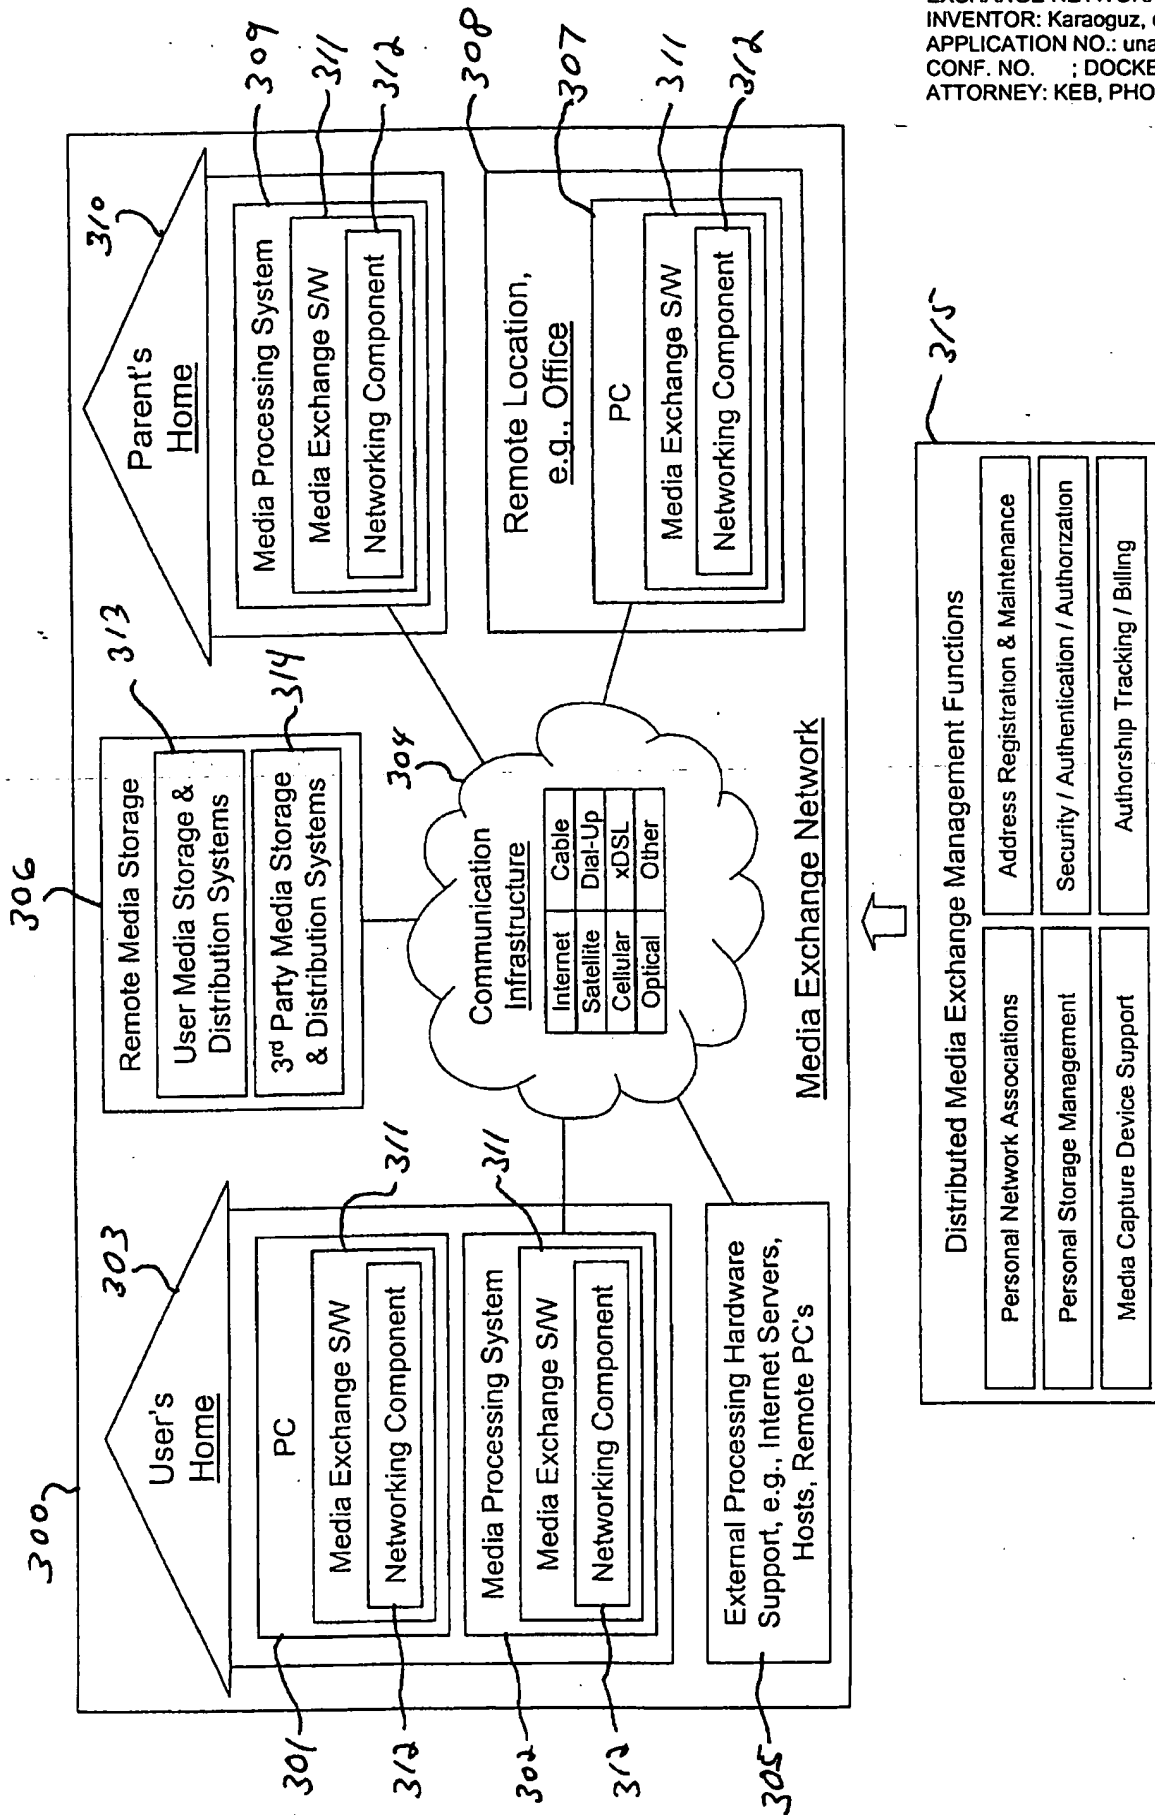 EXCHANGE NETWORK
INVENTOR: Karaoguz,
APPLICATION NO.:
CONF. NO. ; 
ATTORNEY: KEB,
300
303
User's
Home
PC
Media Exchange S/W
Networking Component
311
Media Processing System
Media Exchange S/W
Networking Component
311
301
312
302
312
External Processing Hardware
Support, e.g., Internet Servers,
Hosts, Remote PC's
305
306
Remote Media Storage
User Media Storage &
Distribution Systems
313
3rd Party Media Storage
& Distribution Systems
314
304
Communication
Infrastructure
Internet Cable
Satellite Dial-Up
Cellular xDSL
Optical Other
Media Exchange Network
310
Parent's
Home
Media Processing System
Media Exchange S/W
Networking Component
309
311
312
308
Remote Location,
e.g., Office
PC
Media Exchange S/W
Networking Component
307
311
312
315
Distributed Media Exchange Management Functions
Personal Network Associations Address Registration & Maintenance
Personal Storage Management Security / Authentication / Authorization
Media Capture Device Support Authorship Tracking / Billing